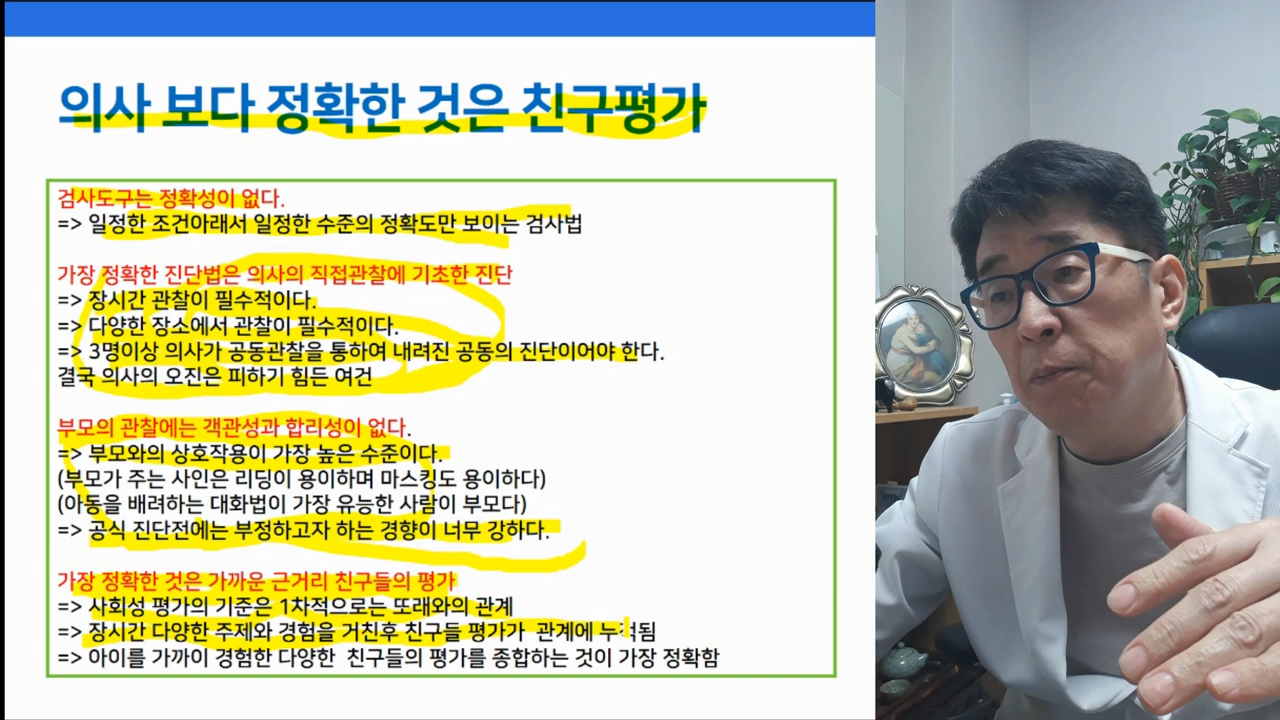 의사 보다 정확한 것은 친구평가
검사도구는 정확성이 없다.
=> 일정한 조건아래서 일정한 수준의 정확도만 보이는 검사법
가장 정확한 진단법은 의사의 직접관찰에 기초한 진단
=> 장시간 관찰이 필수적이다.
=> 다양한 장소에서 관찰이 필수적이다.
=> 3명이상 의사가 공동관찰을 통하여 내려진 공동의 진단이어야 한다.
결국 의사의 오진은 피하기 힘든 여건
부모의 관찰에는 객관성과 합리성이 없다.
=> 부모와의 상호작용이 가장 높은 수준이다.
(부모가 주는 사인은 리딩이 용이하며 마스킹도 용이하다)
(아동을 배려하는 대화법이 가장 유능한 사람이 부모다)
=> 공식 진단전에는 부정하고자 하는 경향이 너무 강하다.
가장 정확한 것은 가까운 근거리 친구들의 평가
=> 사회성 평가의 기준은 1차적으로는 또래와의 관계
=> 장시간 다양한 주제와 경험을 거친후 친구들 평가가 관계에 누적됨
=> 아이를 가까이 경험한 다양한 친구들의 평가를 종합하는 것이 가장 정확함